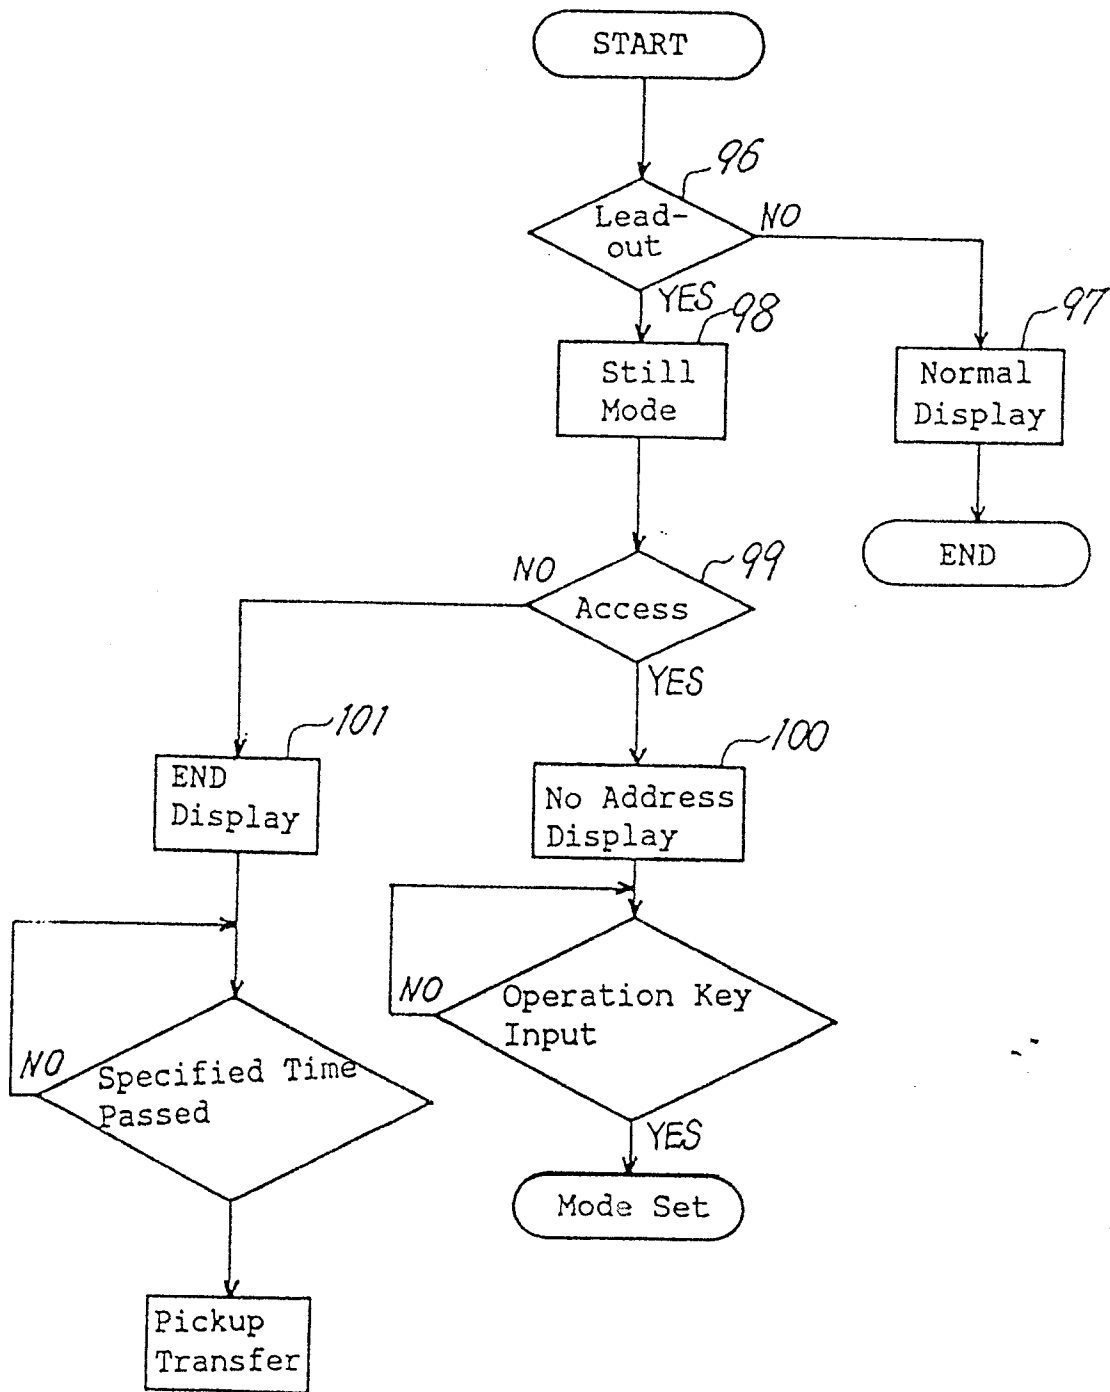 START
96
Lead-
out
NO
YES
98
97
Still
Mode
Normal
Display
END
NO
99
Access
YES
101
100
END
Display
No Address
Display
NO
Operation Key
Input
NO
Specified Time
Passed
YES
Mode Set
Pickup
Transfer